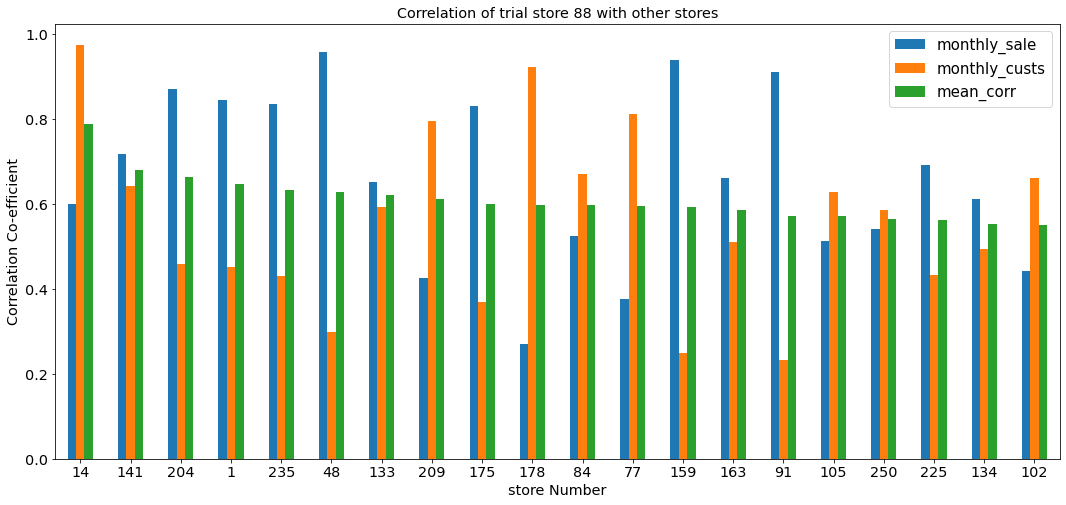 Correlation of trial store 88 with other stores
monthly_sale
monthly_custs
mean_corr
Correlation Co-efficient
1.0
0.8
0.6
0.4
0.2
0.0
14 141 204 1 235 48 133 209 175 178 84 77 159 163 91 105 250 225 134 102
store Number